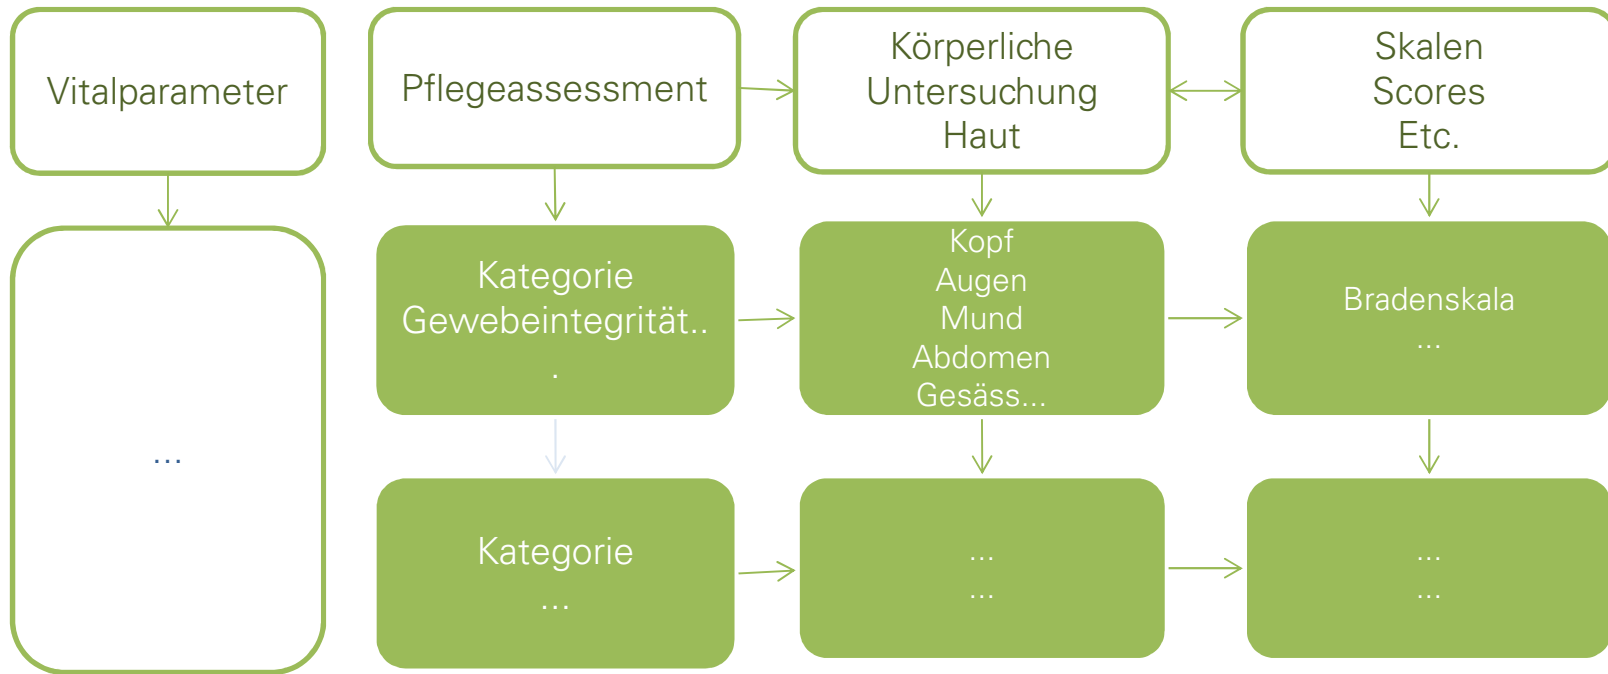 Vitalparameter
Pflegeassessment
Körperliche
Untersuchung
Haut
Skalen
Scores
Etc.
...
Kategorie
Gewebeintegrität..
.
Kopf
Augen
Mund
Abdomen
Gesäss...
Bradenskala
...
Kategorie
...
...
...
...
...